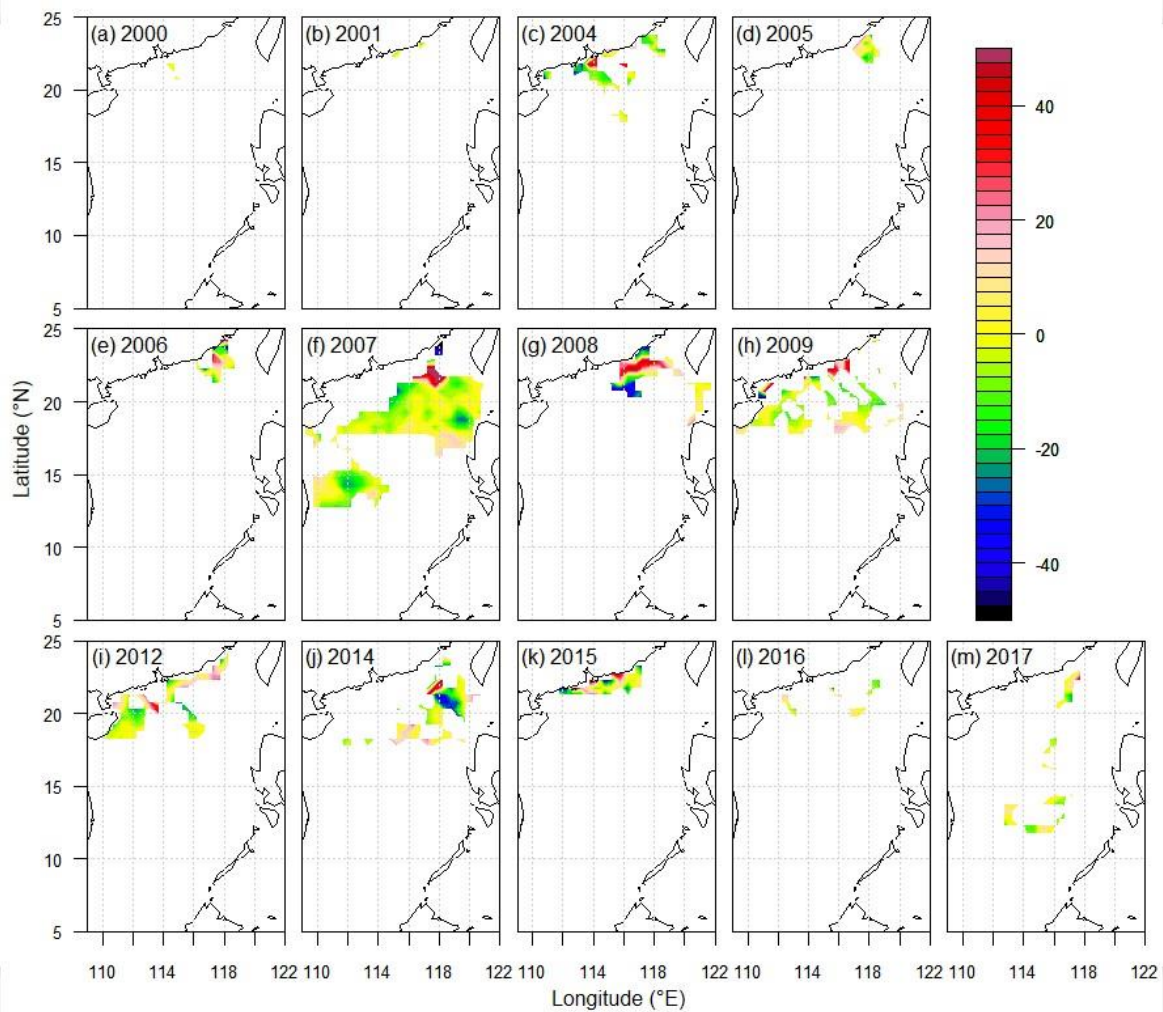 (a) 2000
(b) 2001
(c) 2004
(d) 2005
25
20
15
10
5
40
20
0
-20
-40
(e) 2006
(f) 2007
(g) 2008
(h) 2009
25
20
15
10
5
Latitude (°N)
(i) 2012
(j) 2014
(k) 2015
(l) 2016
(m) 2017
25
20
15
10
5
110 114 118 122
110 114 118 122
110 114 118 122
110 114 118 122
110 114 118 122
Longitude (°E)